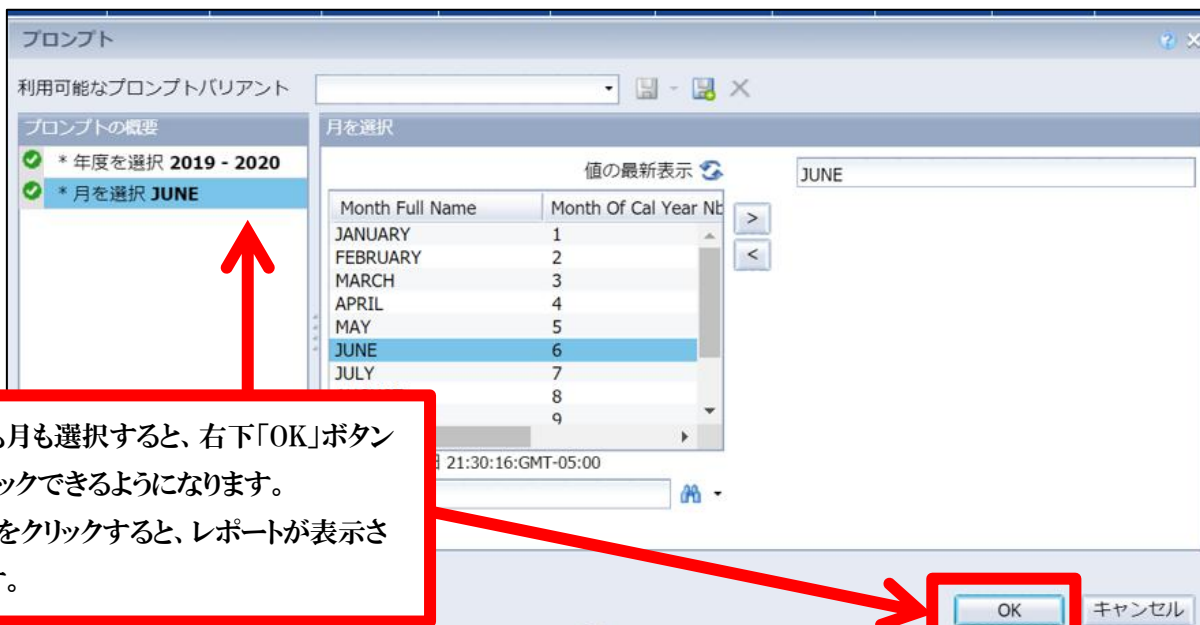 プロンプト
利用可能なプロンプトバリアント
プロンプトの概要
月を選択
* 年度を選択 2019 - 2020
* 月を選択 JUNE
値の最新表示
JUNE
Month Full Name Month Of Cal Year Nb
JANUARY 1
FEBRUARY 2
MARCH 3
APRIL 4
MAY 5
JUNE 6
JULY 7
8
9
>
<
21:30:16:GMT-05:00
月も選択すると、右下「OK」ボタン
ックできるようになります。
をクリックすると、レポートが表示さ
す。
OK
キャンセル